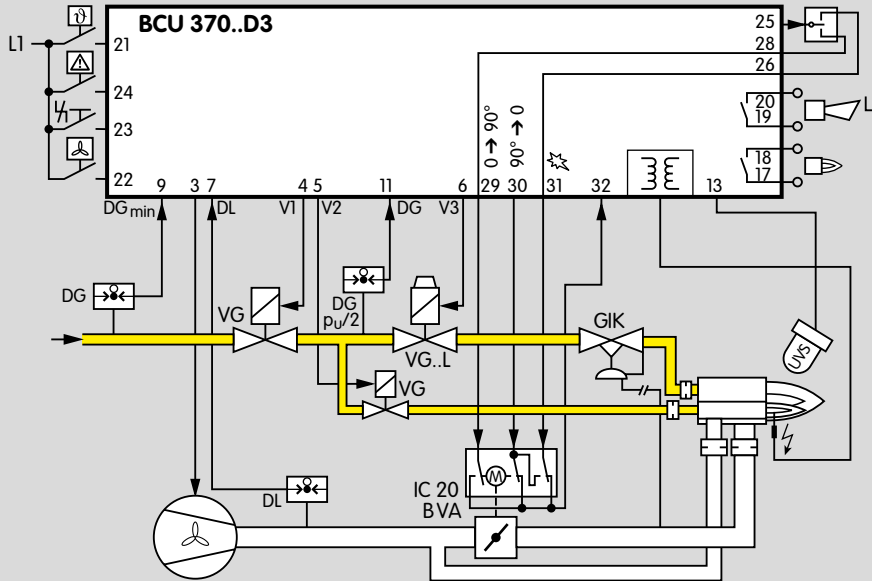 BCU 370..D3
L1
ϑ
21
24
23
22
25
28
26
20
19
L
18
17
0 ➔ 90°
90° ➔ 0
9
3
7
4
5
11
6
29
30
31
32
13
DGmin
DL
V1
V2
DG
V3
DG
VG
DG
pu/2
VG..L
GIK
UVS
VG
DL
IC 20
BVA
M